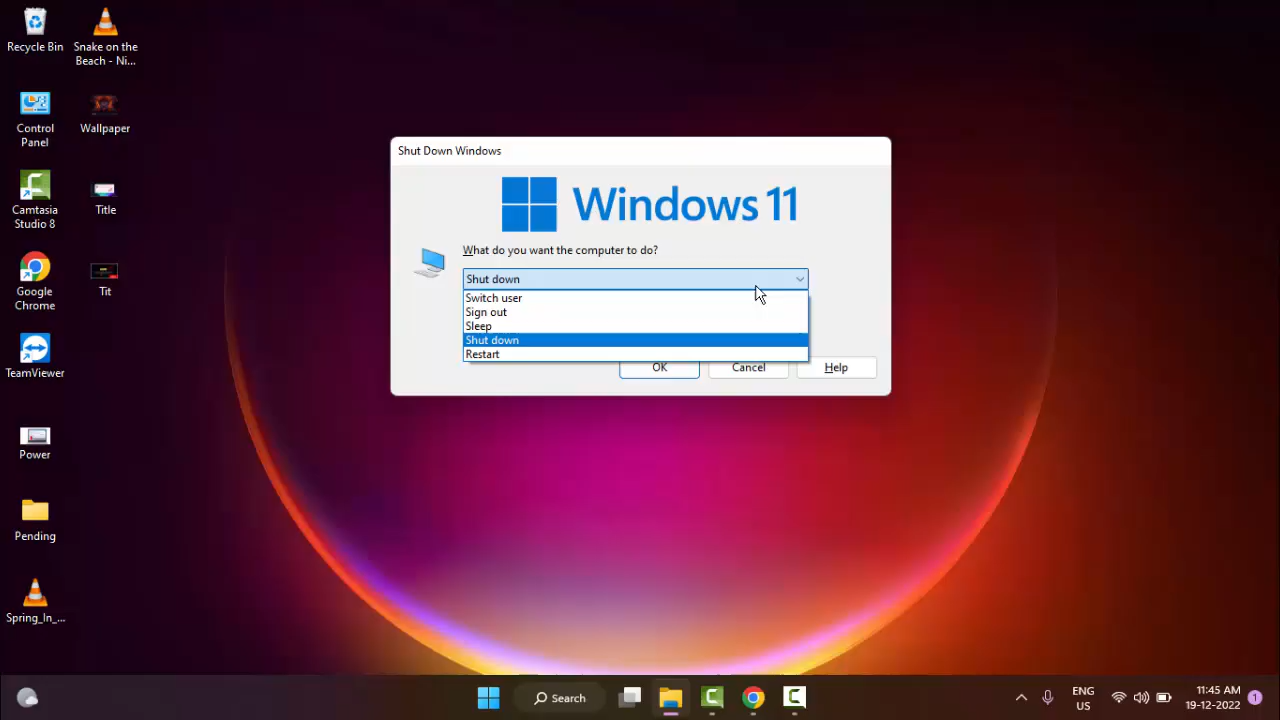 Recycle Bin
Snake on the
Beach - Ni...
Control
Panel
Wallpaper
Camtasia
Studio 8
Title
Google
Chrome
Tit
TeamViewer
Power
Pending
Spring_In_...
Shut Down Windows
Windows 11
What do you want the computer to do?
Shut down
Switch user
Sign out
Sleep
Shut down
Restart
OK
Cancel
Help
Search
ENG
US
11:45 AM
19-12-2022
1